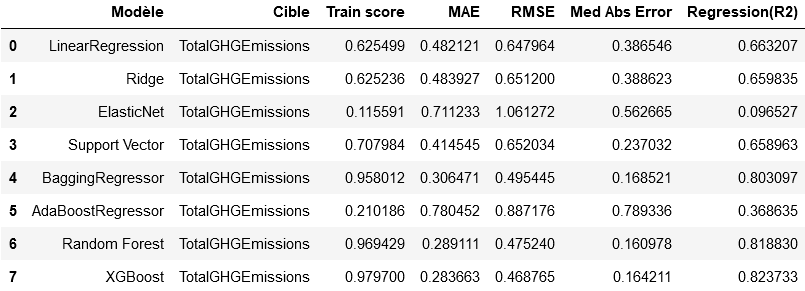 Modèle Cible Train score MAE RMSE Med Abs Error Regression(R2)
0 LinearRegression TotalGHGEmissions 0.625499 0.482121 0.647964 0.386546 0.663207
1 Ridge TotalGHGEmissions 0.625236 0.483927 0.651200 0.388623 0.659835
2 ElasticNet TotalGHGEmissions 0.115591 0.711233 1.061272 0.562665 0.096527
3 Support Vector TotalGHGEmissions 0.707984 0.414545 0.652034 0.237032 0.658963
4 BaggingRegressor TotalGHGEmissions 0.958012 0.306471 0.495445 0.168521 0.803097
5 AdaBoostRegressor TotalGHGEmissions 0.210186 0.780452 0.887176 0.789336 0.368635
6 Random Forest TotalGHGEmissions 0.969429 0.289111 0.475240 0.160978 0.818830
7 XGBoost TotalGHGEmissions 0.979700 0.283663 0.468765 0.164211 0.823733